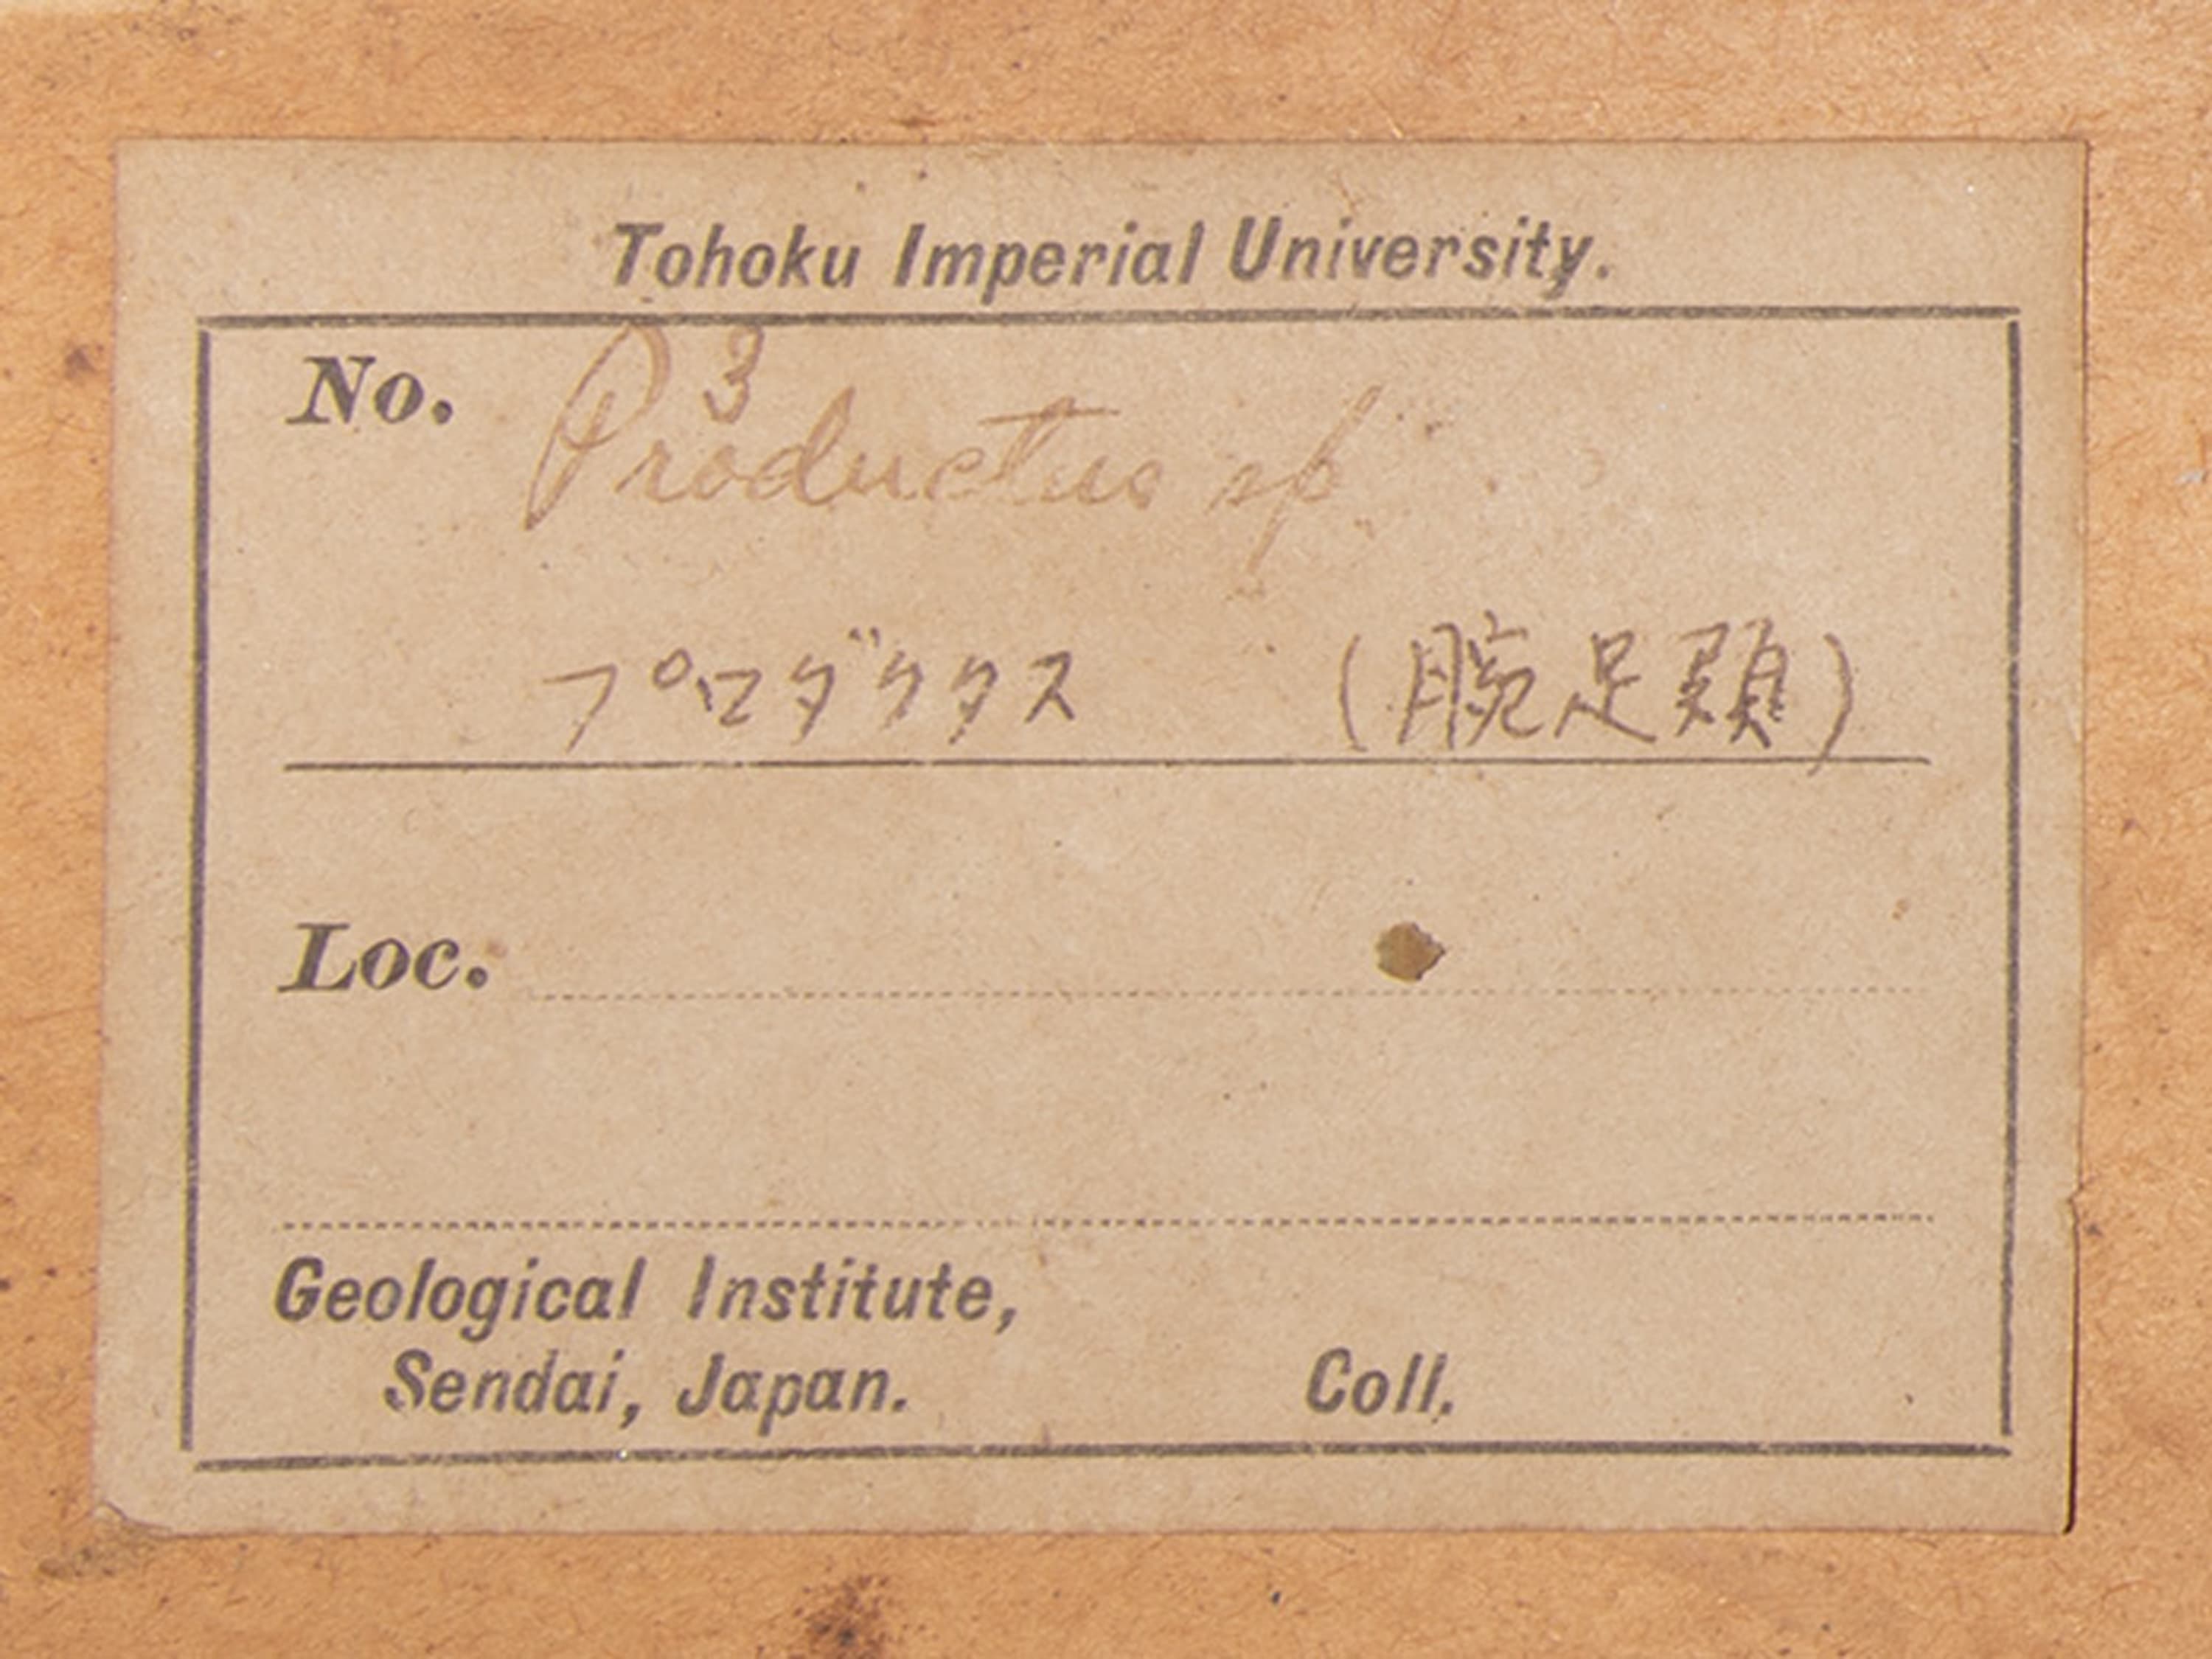 Tohoku Imperial University.
No. 3
Productus sp.
プロダクタス (腕足類)
Loc.
Geological Institute,
Sendai, Japan. Coll.